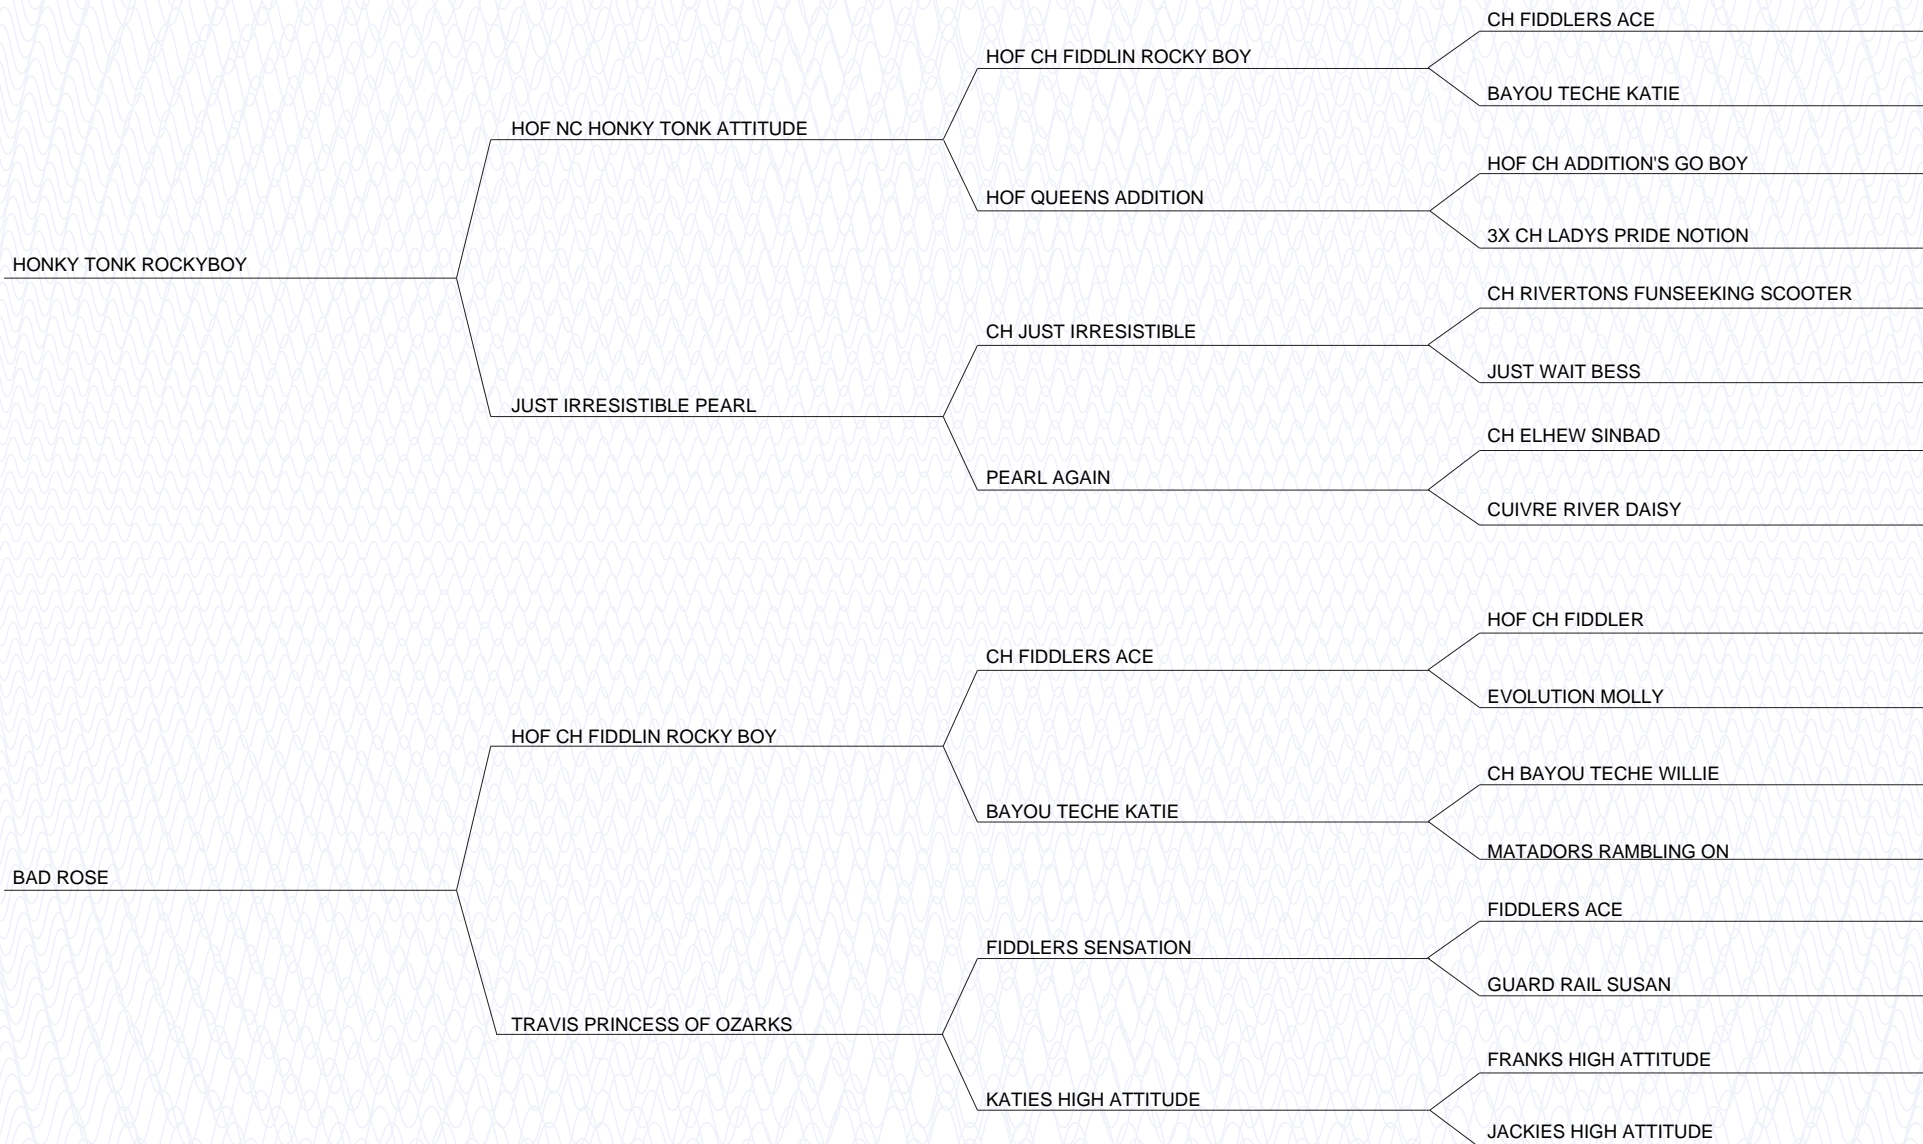 CH FIDDLERS ACE
HOF CH FIDDLIN ROCKY BOY
BAYOU TECHE KATIE
HOF NC HONKY TONK ATTITUDE
HOF CH ADDITION'S GO BOY
HOF QUEENS ADDITION
3X CH LADYS PRIDE NOTION
HONKY TONK ROCKYBOY
CH RIVERTONS FUNSEEKING SCOOTER
CH JUST IRRESISTIBLE
JUST WAIT BESS
JUST IRRESISTIBLE PEARL
CH ELHEW SINBAD
PEARL AGAIN
CUIVRE RIVER DAISY
HOF CH FIDDLER
CH FIDDLERS ACE
EVOLUTION MOLLY
HOF CH FIDDLIN ROCKY BOY
CH BAYOU TECHE WILLIE
BAYOU TECHE KATIE
MATADORS RAMBLING ON
BAD ROSE
FIDDLERS ACE
FIDDLERS SENSATION
GUARD RAIL SUSAN
TRAVIS PRINCESS OF OZARKS
FRANKS HIGH ATTITUDE
KATIES HIGH ATTITUDE
JACKIES HIGH ATTITUDE